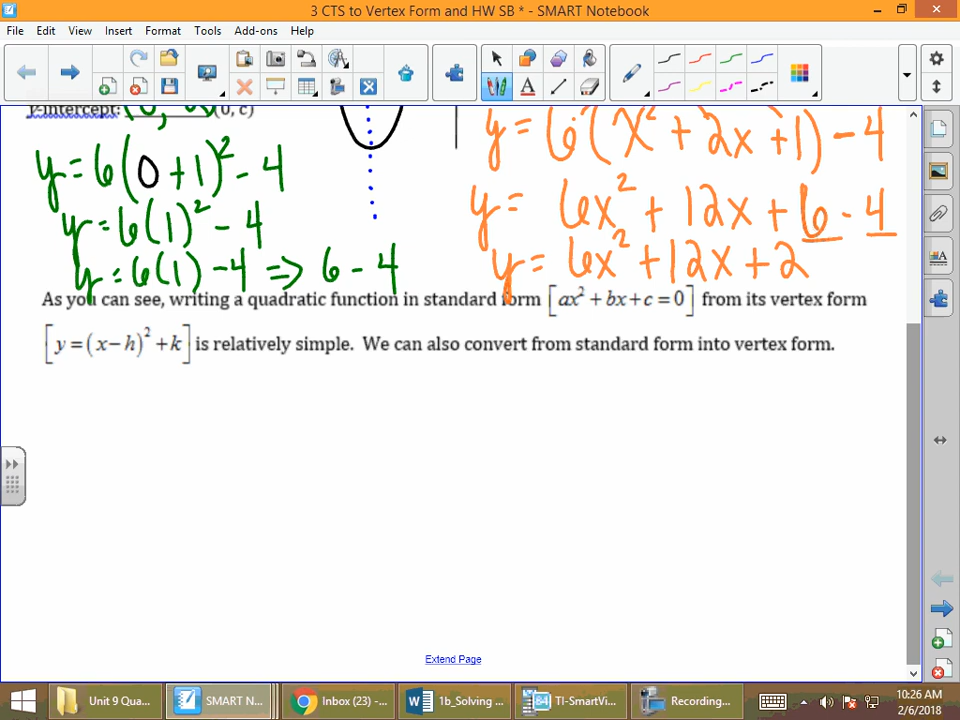 3 CTS to Vertex Form and HW SB * - SMART Notebook
File Edit View Insert Format Tools Add-ons Help
y-intercept: (0, c)
y = 6(0+1)² - 4
y = 6(1)² - 4
y = 6(1) - 4 => 6 - 4
y = 6(x² + 2x + 1) - 4
y = 6x² + 12x + 6 - 4
y = 6x² + 12x + 2
As you can see, writing a quadratic function in standard form [ax² + bx + c = 0] from its vertex form
[y = (x - h)² + k] is relatively simple. We can also convert from standard form into vertex form.
Extend Page
Unit 9 Qua... SMART Not... Inbox (23) -... 1b_Solving ... TI-SmartVi... Recording...
10:26 AM
2/6/2018